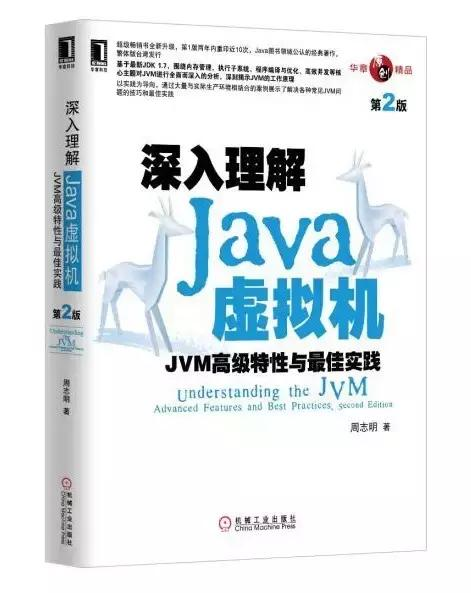 超级畅销书全新升级，第1版两年内重印近10次，Java图书领域公认的经典著作，
繁体版台湾发行
基于最新JDK 1.7，围绕内存管理、执行子系统、程序编译与优化、高效并发等核
心主题对JVM进行全面而深入的分析，深刻揭示JVM的工作原理
以实践为导向，通过大量与实际生产环境相结合的案例展示了解决各种常见JVM问
题的技巧和最佳实践
华章原创精品
第2版
深入理解
Java
虚拟机
JVM高级特性与最佳实践
Understanding the JVM
Advanced Features and Best Practices, Second Edition
周志明 著
机械工业出版社
China Machine Press
深入理解Java虚拟机
JVM高级特性与最佳实践
第2版
Understanding the
JVM
周志明 著
机械工业出版社
China Machine Press